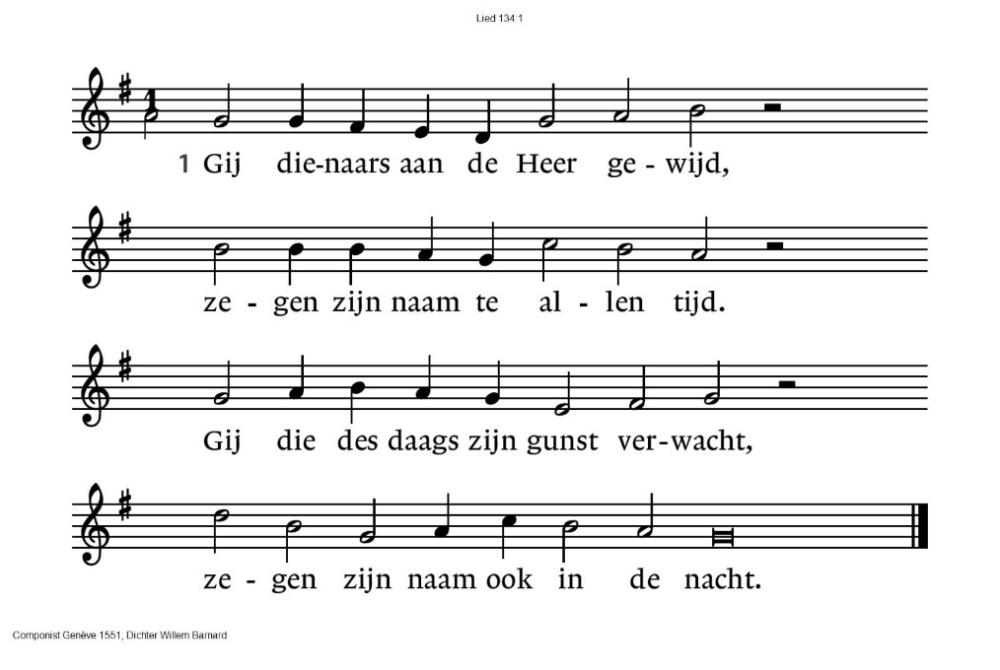 Lied 134:1
1
1 Gij die-naars aan de Heer ge - wijd,
ze - gen zijn naam te al - len tijd.
Gij die des daags zijn gunst ver-wacht,
ze - gen zijn naam ook in de nacht.
Componist Genève 1551, Dichter Willem Barnard